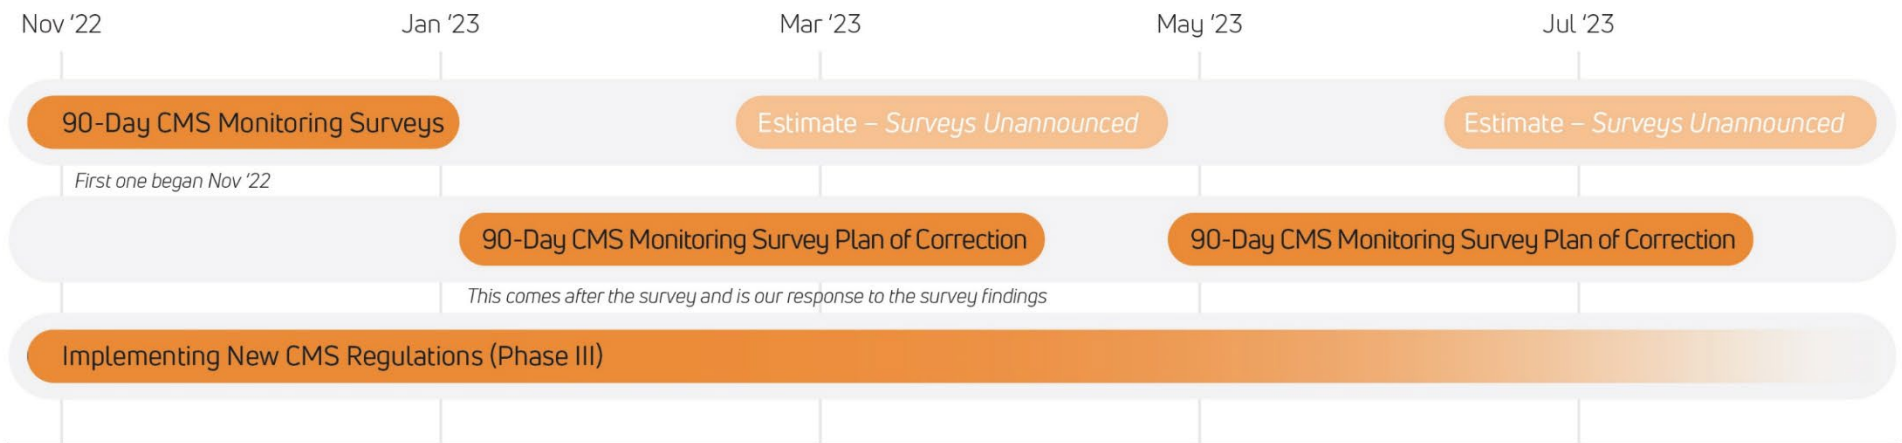 Nov ‘22 Jan ‘23 Mar ‘23 May ‘23 Jul ‘23
90-Day CMS Monitoring Surveys Estimate – Surveys Unannounced Estimate – Surveys Unannounced
First one began Nov ‘22
90-Day CMS Monitoring Survey Plan of Correction 90-Day CMS Monitoring Survey Plan of Correction
This comes after the survey and is our response to the survey findings
Implementing New CMS Regulations (Phase III)